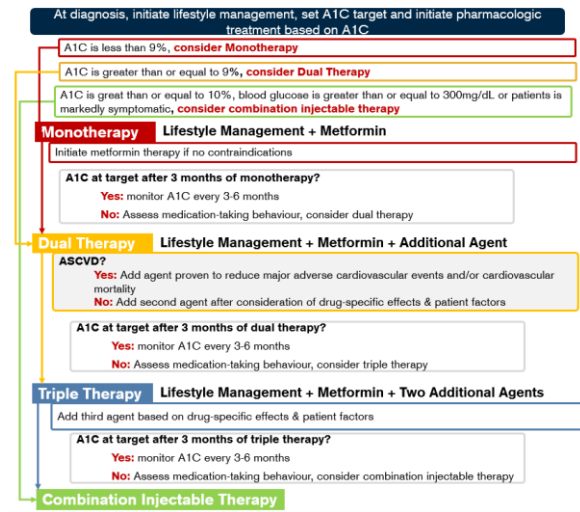 At diagnosis, initiate lifestyle management, set A1C target and initiate pharmacologic
treatment based on A1C
A1C is less than 9%, consider Monotherapy
A1C is greater than or equal to 9%, consider Dual Therapy
A1C is great than or equal to 10%, blood glucose is greater than or equal to 300mg/dL or patients is
markedly symptomatic, consider combination injectable therapy
Monotherapy Lifestyle Management + Metformin
Initiate metformin therapy if no contraindications
A1C at target after 3 months of monotherapy?
Yes: monitor A1C every 3-6 months
No: Assess medication-taking behaviour, consider dual therapy
Dual Therapy Lifestyle Management + Metformin + Additional Agent
ASCVD?
Yes: Add agent proven to reduce major adverse cardiovascular events and/or cardiovascular
mortality
No: Add second agent after consideration of drug-specific effects & patient factors
A1C at target after 3 months of dual therapy?
Yes: monitor A1C every 3-6 months
No: Assess medication-taking behaviour, consider triple therapy
Triple Therapy Lifestyle Management + Metformin + Two Additional Agents
Add third agent based on drug-specific effects & patient factors
A1C at target after 3 months of triple therapy?
Yes: monitor A1C every 3-6 months
No: Assess medication-taking behaviour, consider combination injectable therapy
Combination Injectable Therapy